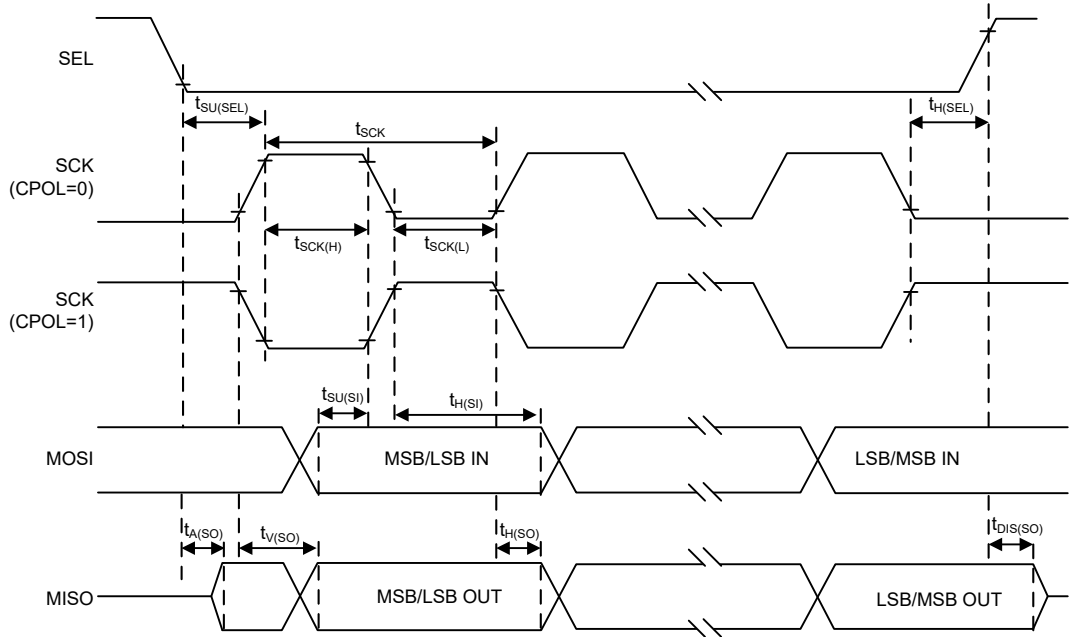 SEL
tSU(SEL)
tH(SEL)
tSCK
SCK
(CPOL=0)
tSCK(H)
tSCK(L)
SCK
(CPOL=1)
tSU(SI)
tH(SI)
MOSI
MSB/LSB IN
LSB/MSB IN
tA(SO)
tV(SO)
tH(SO)
tDIS(SO)
MISO
MSB/LSB OUT
LSB/MSB OUT